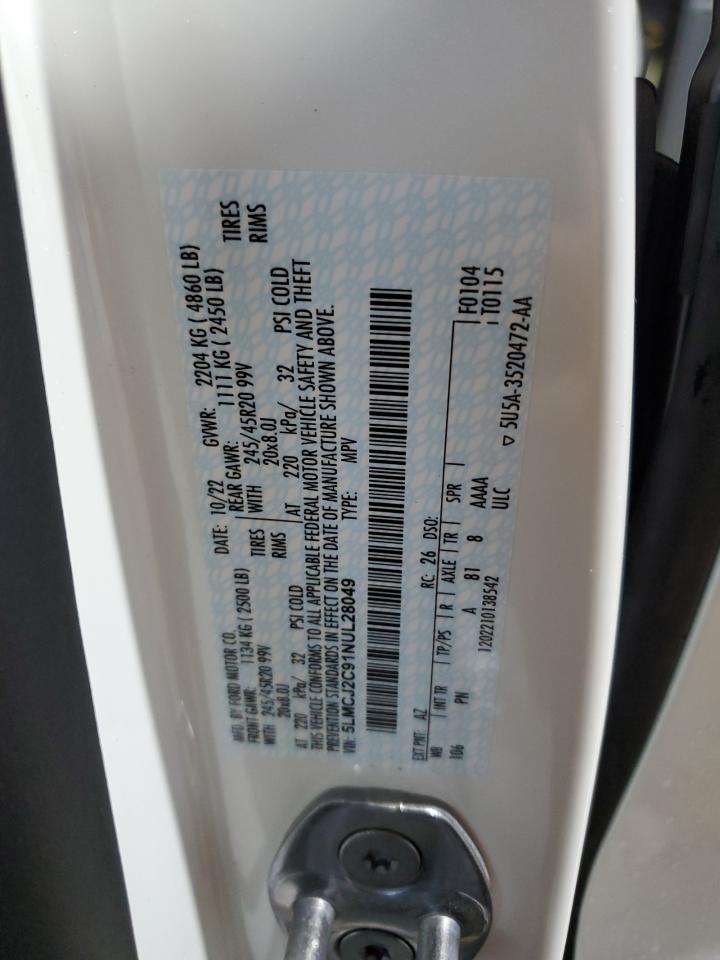 MFD. BY FORD MOTOR CO.
DATE: 10/22 GVWR: 2204 KG ( 4860 LB)
FRONT GAWR: 1134 KG ( 2500 LB) REAR GAWR: 1111 KG ( 2450 LB)
WITH 245/45R20 99V TIRES WITH 245/45R20 99V TIRES
20x8.0J RIMS 20x8.0J RIMS
AT 220 kPa/ 32 PSI COLD AT 220 kPa/ 32 PSI COLD
THIS VEHICLE CONFORMS TO ALL APPLICABLE FEDERAL MOTOR VEHICLE SAFETY AND THEFT
PREVENTION STANDARDS IN EFFECT ON THE DATE OF MANUFACTURE SHOWN ABOVE.
VIN: 5LMCJ2C91NUL28049 TYPE: MPV
EXT PNT: AZ RC: 26 DSO:
WB INT TR TP/PS R AXLE TR SPR F0104
106 PN A 81 8 AAAA T0115
1202210138542 ULC
▽ 5U5A-3520472-AA